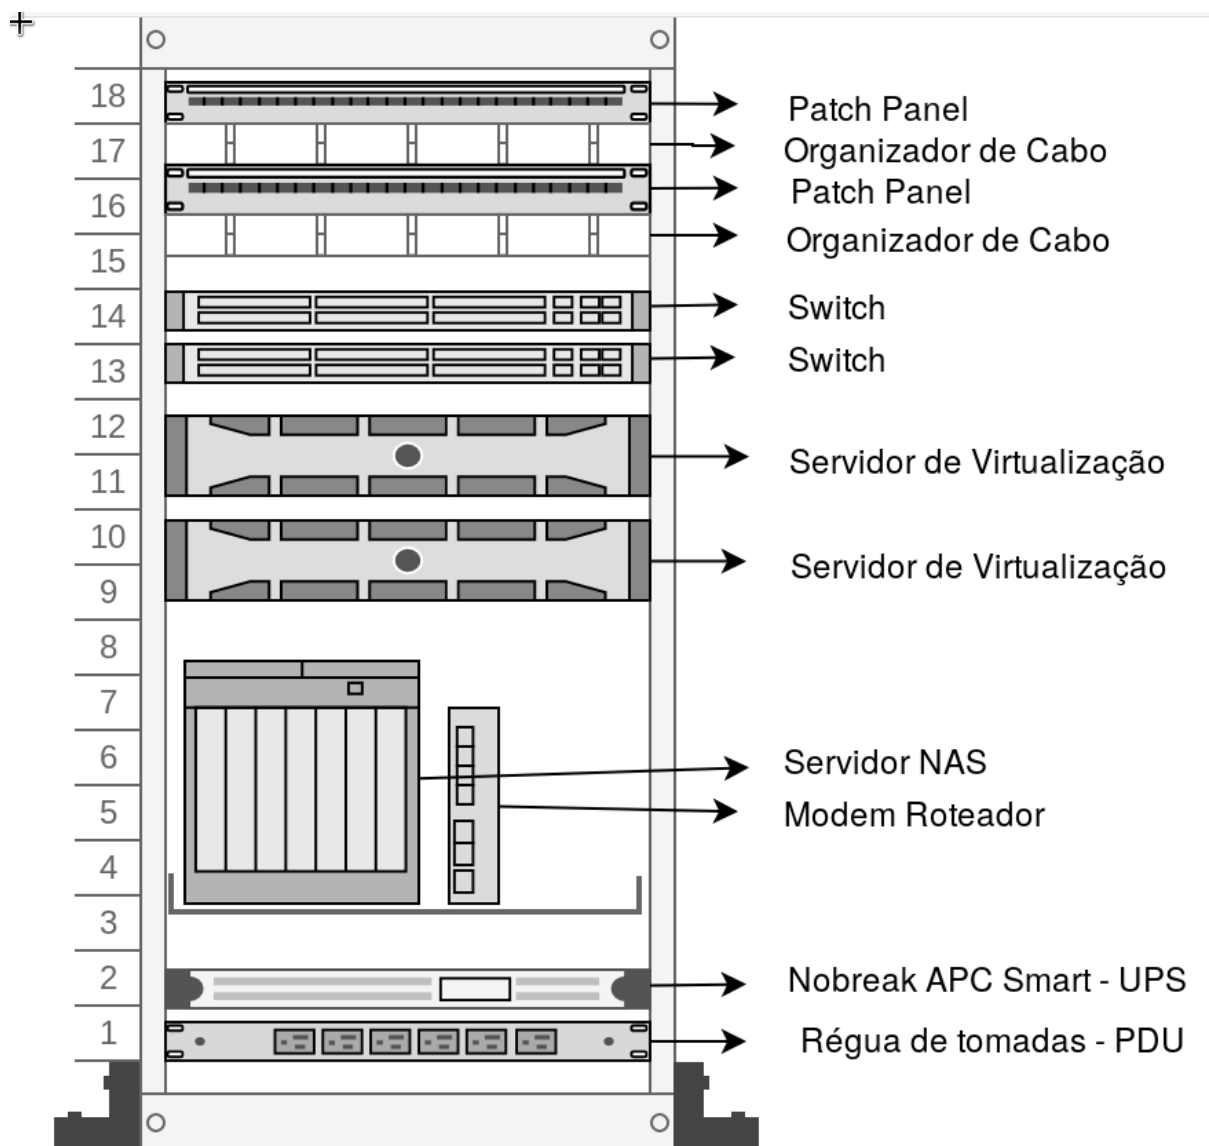 18
Patch Panel
17
Organizador de Cabo
16
Patch Panel
15
Organizador de Cabo
14
Switch
13
Switch
12
11
Servidor de Virtualização
10
9
Servidor de Virtualização
8
7
6
Servidor NAS
5
Modem Roteador
4
3
2
Nobreak APC Smart - UPS
1
Régua de tomadas - PDU